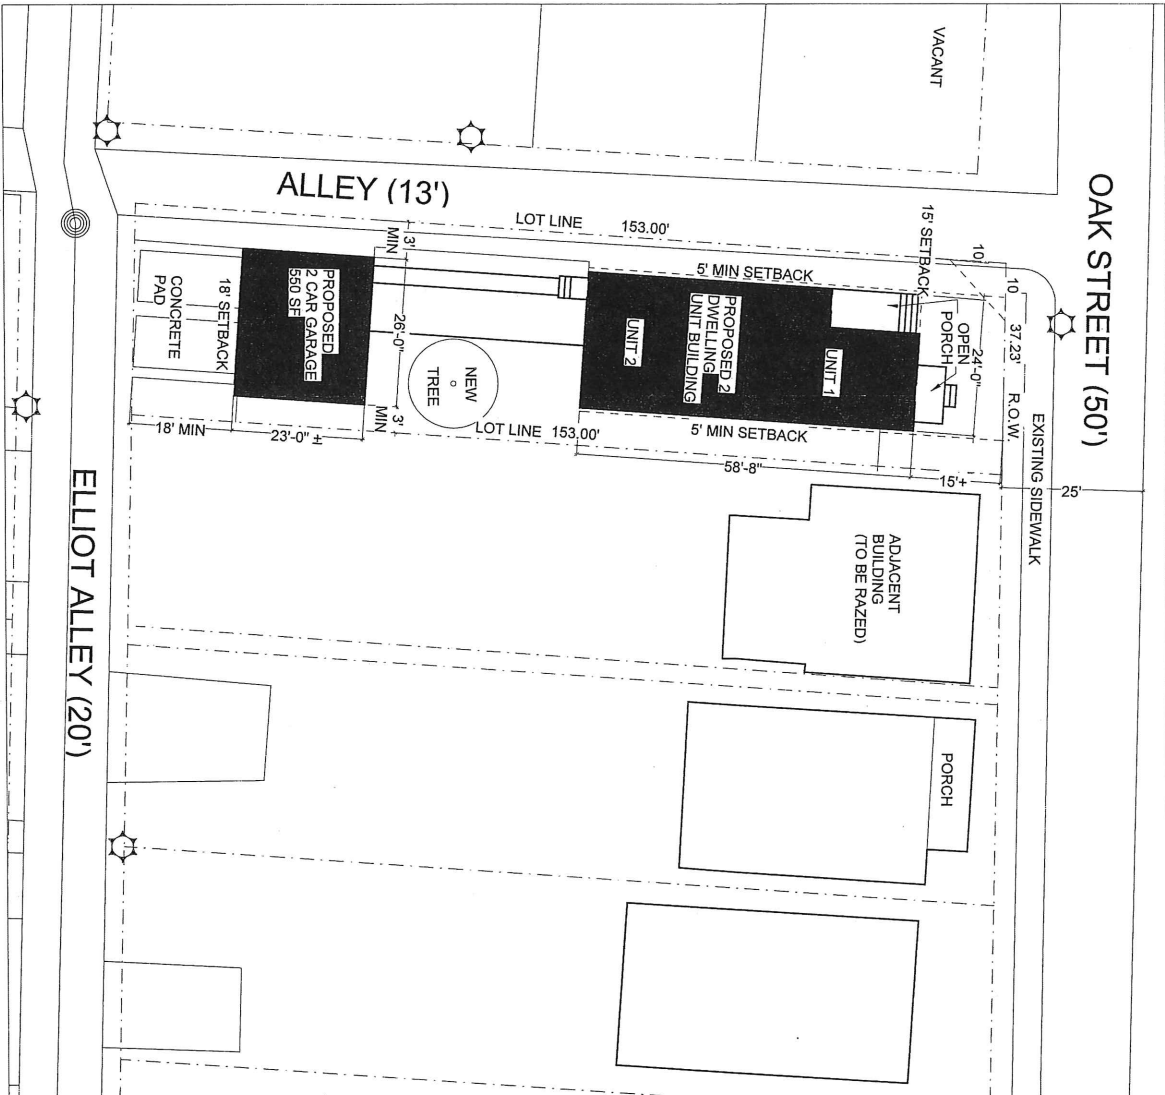 VACANT
OAK STREET (50')
ALLEY (13')
LOT LINE 153.00'
15' SETBACK
10'
10
37.23' R.O.W.
EXISTING SIDEWALK
25'
3'
MIN
5' MIN SETBACK
OPEN
PORCH
24'-0"
PROPOSED
2 CAR GARAGE
550 SF
18' SETBACK
CONCRETE
PAD
26'-0"
PROPOSED 2
DWELLING
UNIT BUILDING
UNIT 1
UNIT 2
NEW
TREE
3'
MIN
18' MIN
23'-0" ±
LOT LINE 153.00'
5' MIN SETBACK
58'-8"
15'+
ADJACENT
BUILDING
(TO BE RAZED)
ELLIOT ALLEY (20')
PORCH